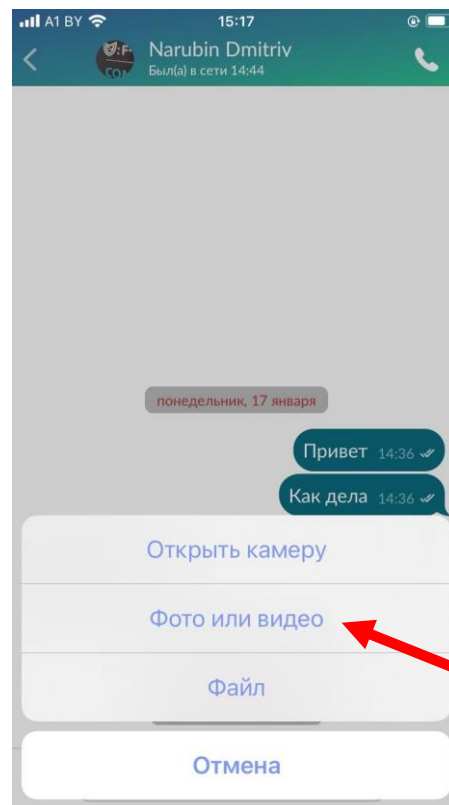 A1 BY 15:17
Narubin Dmitriv
Был(а) в сети 14:44
понедельник, 17 января
Привет 14:36
Как дела 14:36
Открыть камеру
Фото или видео
Файл
Отмена